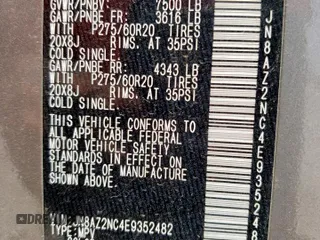 GVWR/PNBV: 7500 LB
GAWR/PNBE FR: 3616 LB
WITH P275/60R20 TIRES
20X8J RIMS. AT 35PSI
COLD SINGLE
GAWR/PNBE RR: 4343 LB
WITH P275/60R20 TIRES
20X8J RIMS. AT 35PSI
COLD SINGLE.
THIS VEHICLE CONFORMS TO
ALL APPLICABLE FEDERAL
MOTOR VEHICLE SAFETY
STANDARDS IN EFFECT ON
THE DATE OF MANUFACTURE
SHOWN ABOVE.
JN8AZ2NC4E9352482
TYPE:MPV
JN8AZ2NC4E935248